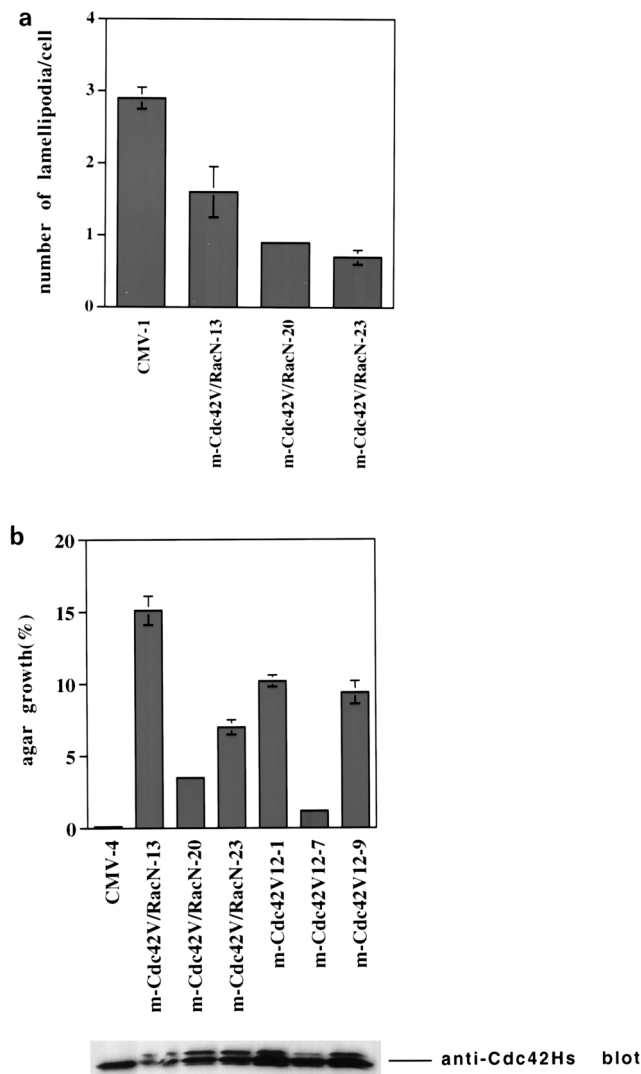 a
number of lamellipodia/cell
4
3
2
1
0
CMV-1
m-Cdc42V/RacN-13
m-Cdc42V/RacN-20
m-Cdc42V/RacN-23
b
agar growth(%)
20
15
10
5
0
CMV-4
m-Cdc42V/RacN-13
m-Cdc42V/RacN-20
m-Cdc42V/RacN-23
m-Cdc42V12-1
m-Cdc42V12-7
m-Cdc42V12-9
anti-Cdc42Hs blot